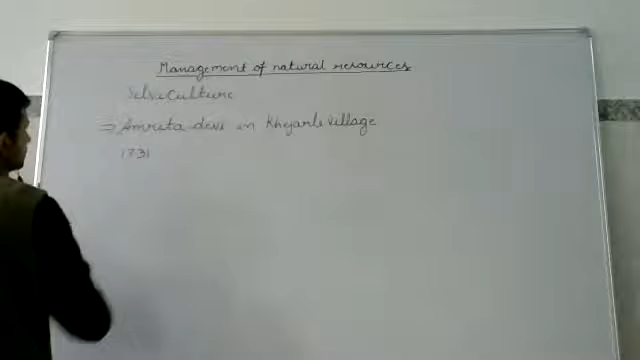 Management of natural resources
Silviculture
⇒ Amrita devi in Khejarli village
1731